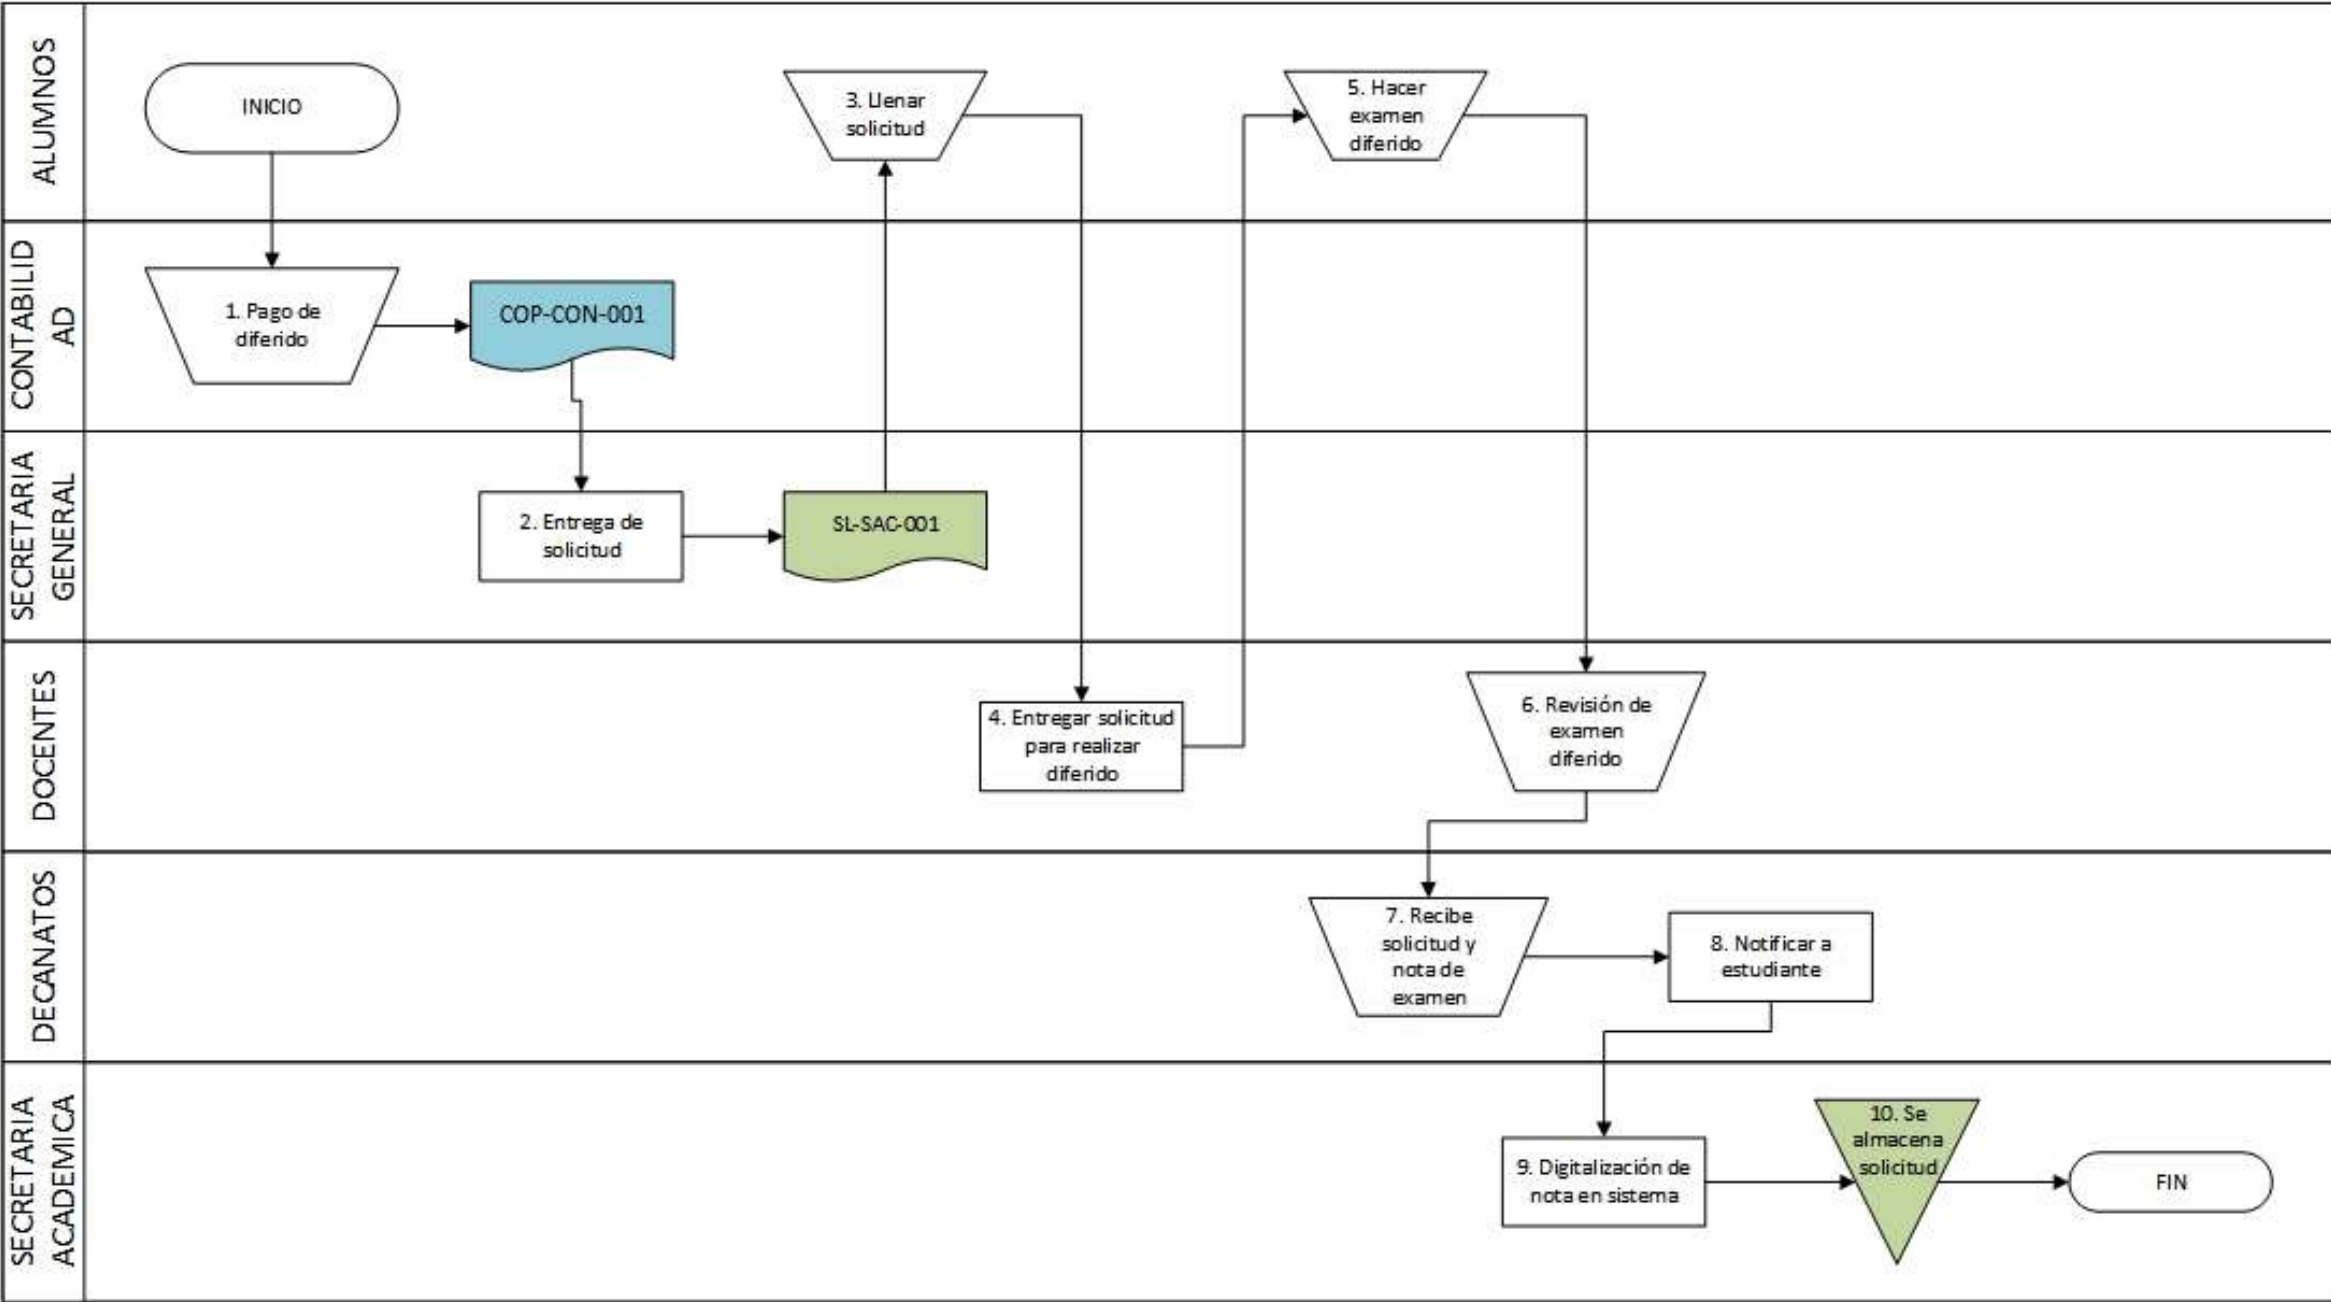 ALUMNOS
INICIO
3. Llenar
solicitud
5. Hacer
examen
diferido
CONTABILID
AD
1. Pago de
diferido
COP-CON-001
SECRETARIA
GENERAL
2. Entrega de
solicitud
SL-SAC-001
DOCENTES
4. Entregar solicitud
para realizar
diferido
6. Revisión de
examen
diferido
DECANATOS
7. Recibe
solicitud y
nota de
examen
8. Notificar a
estudiante
SECRETARIA
ACADEMICA
9. Digitalización de
nota en sistema
10. Se
almacena
solicitud
FIN